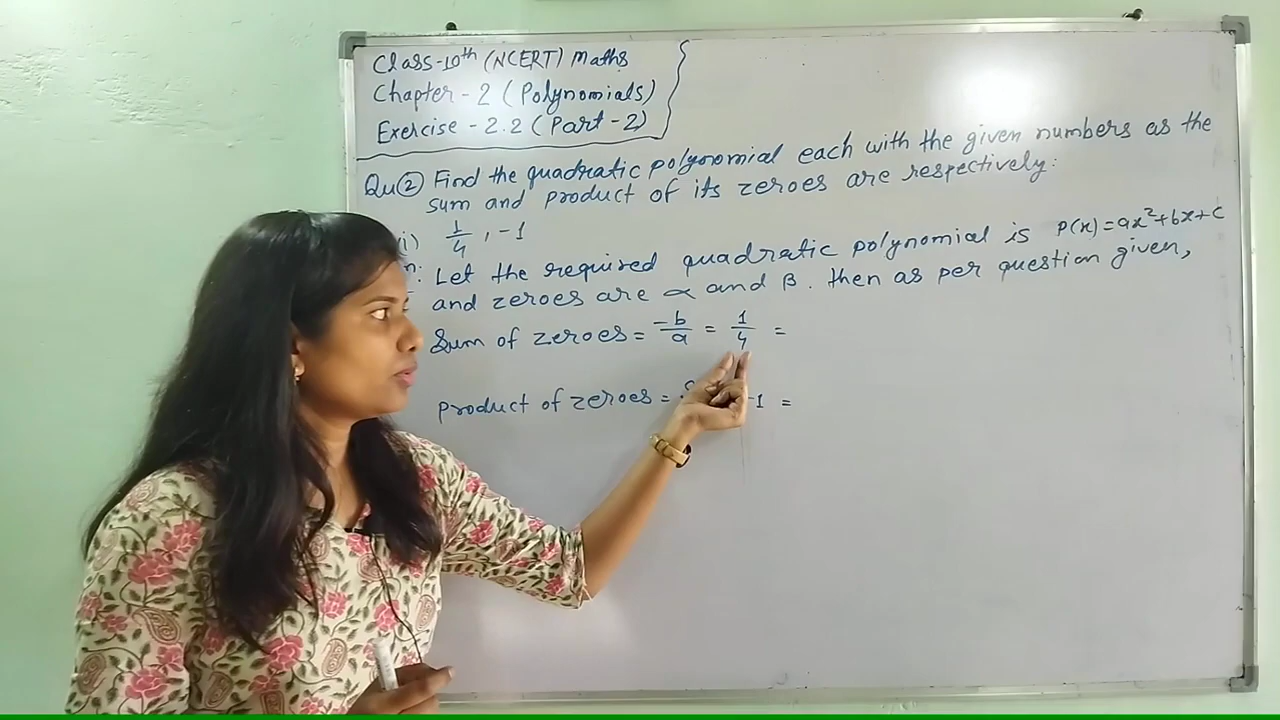 Class-10th (NCERT) Maths
Chapter - 2 (Polynomials)
Exercise - 2.2 (Part - 2)
Qu② Find the quadratic polynomial each with the given numbers as the
sum and product of its zeroes are respectively:
i) 1/4 , -1
n: Let the required quadratic polynomial is P(x)=ax²+bx+c
and zeroes are α and β. then as per question given,
Sum of zeroes = -b/a = 1/4 =
product of zeroes = -1 =